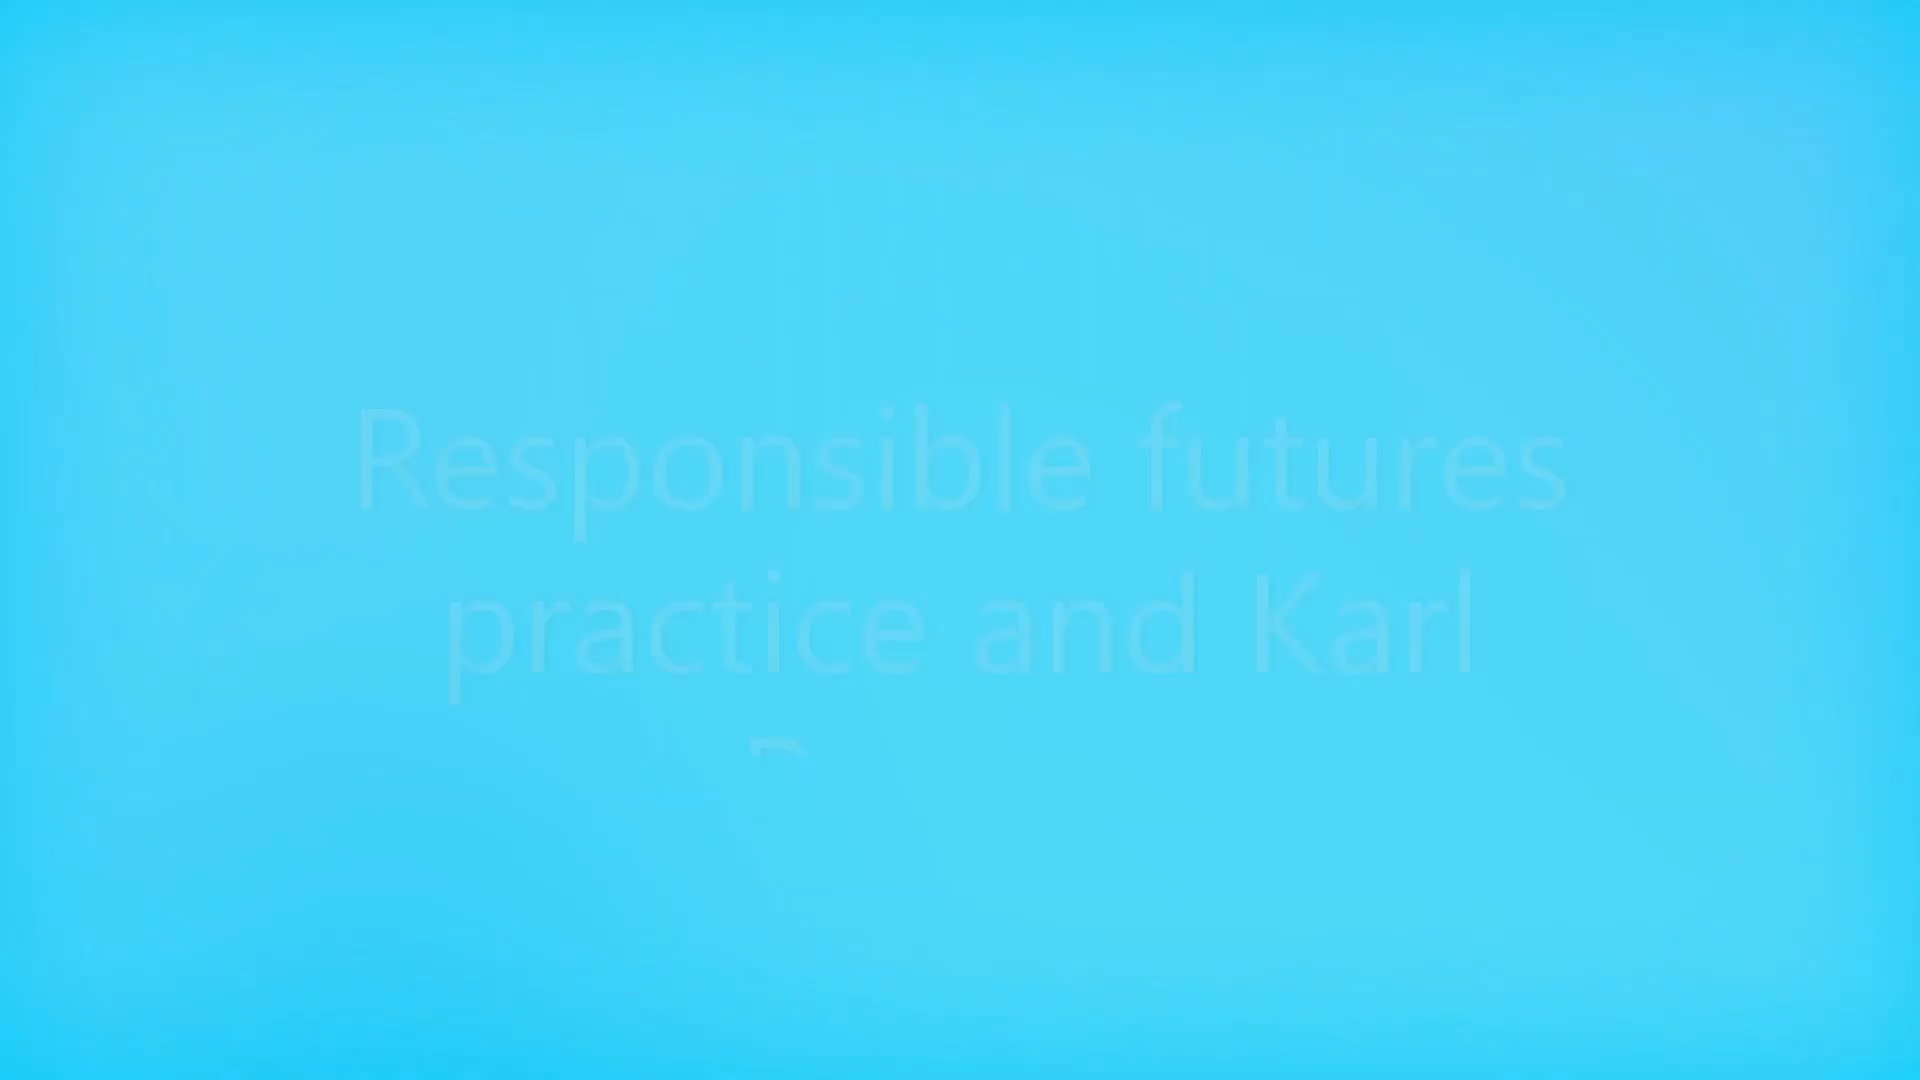 Responsible futures
practice and Karl